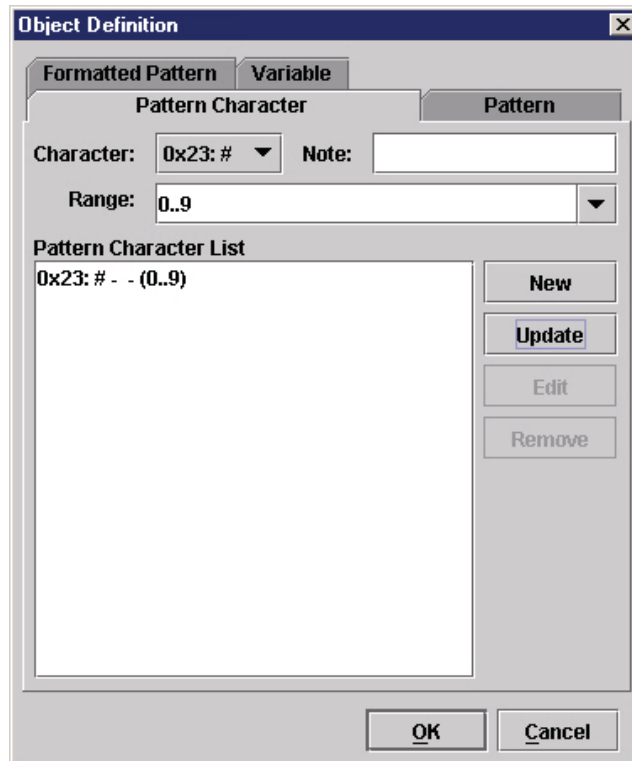 Object Definition
Formatted Pattern Variable
Pattern Character Pattern
Character: 0x23: # Note:
Range: 0..9
Pattern Character List
0x23: # - - (0..9)
New
Update
Edit
Remove
OK Cancel